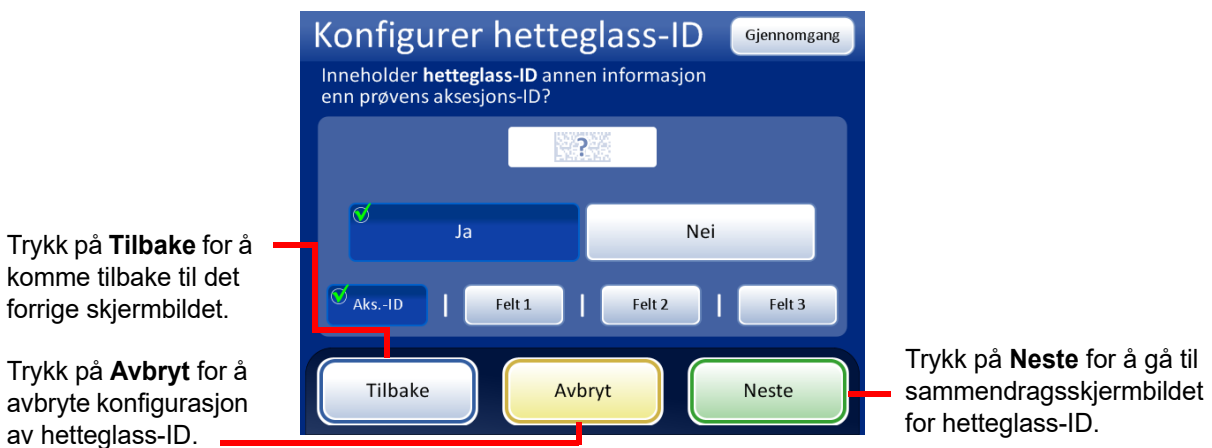 Konfigurer hetteglass-ID
Gjennomgang
Inneholder hetteglass-ID annen informasjon
enn prøvens aksesjons-ID?
?
Ja
Nei
Aks.-ID
Felt 1
Felt 2
Felt 3
Tilbake
Avbryt
Neste
Trykk på Tilbake for å
komme tilbake til det
forrige skjermbildet.
Trykk på Avbryt for å
avbryte konfigurasjon
av hetteglass-ID.
Trykk på Neste for å gå til
sammendragsskjermbildet
for hetteglass-ID.